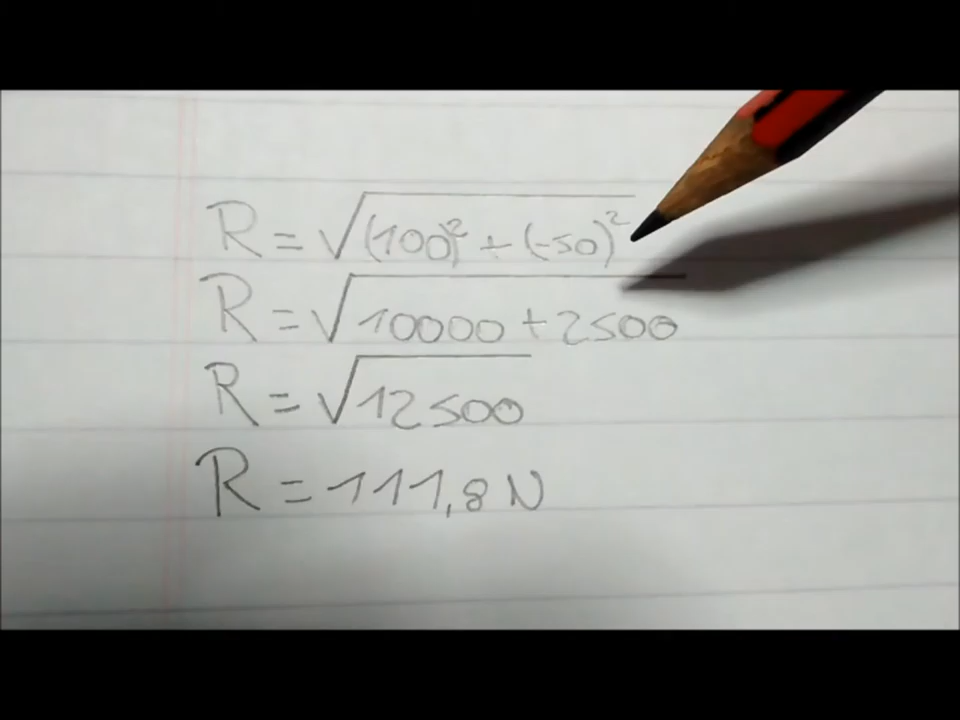 R = √(100)² + (-50)²
R = √10000 + 2500
R = √12500
R = 111,8 N